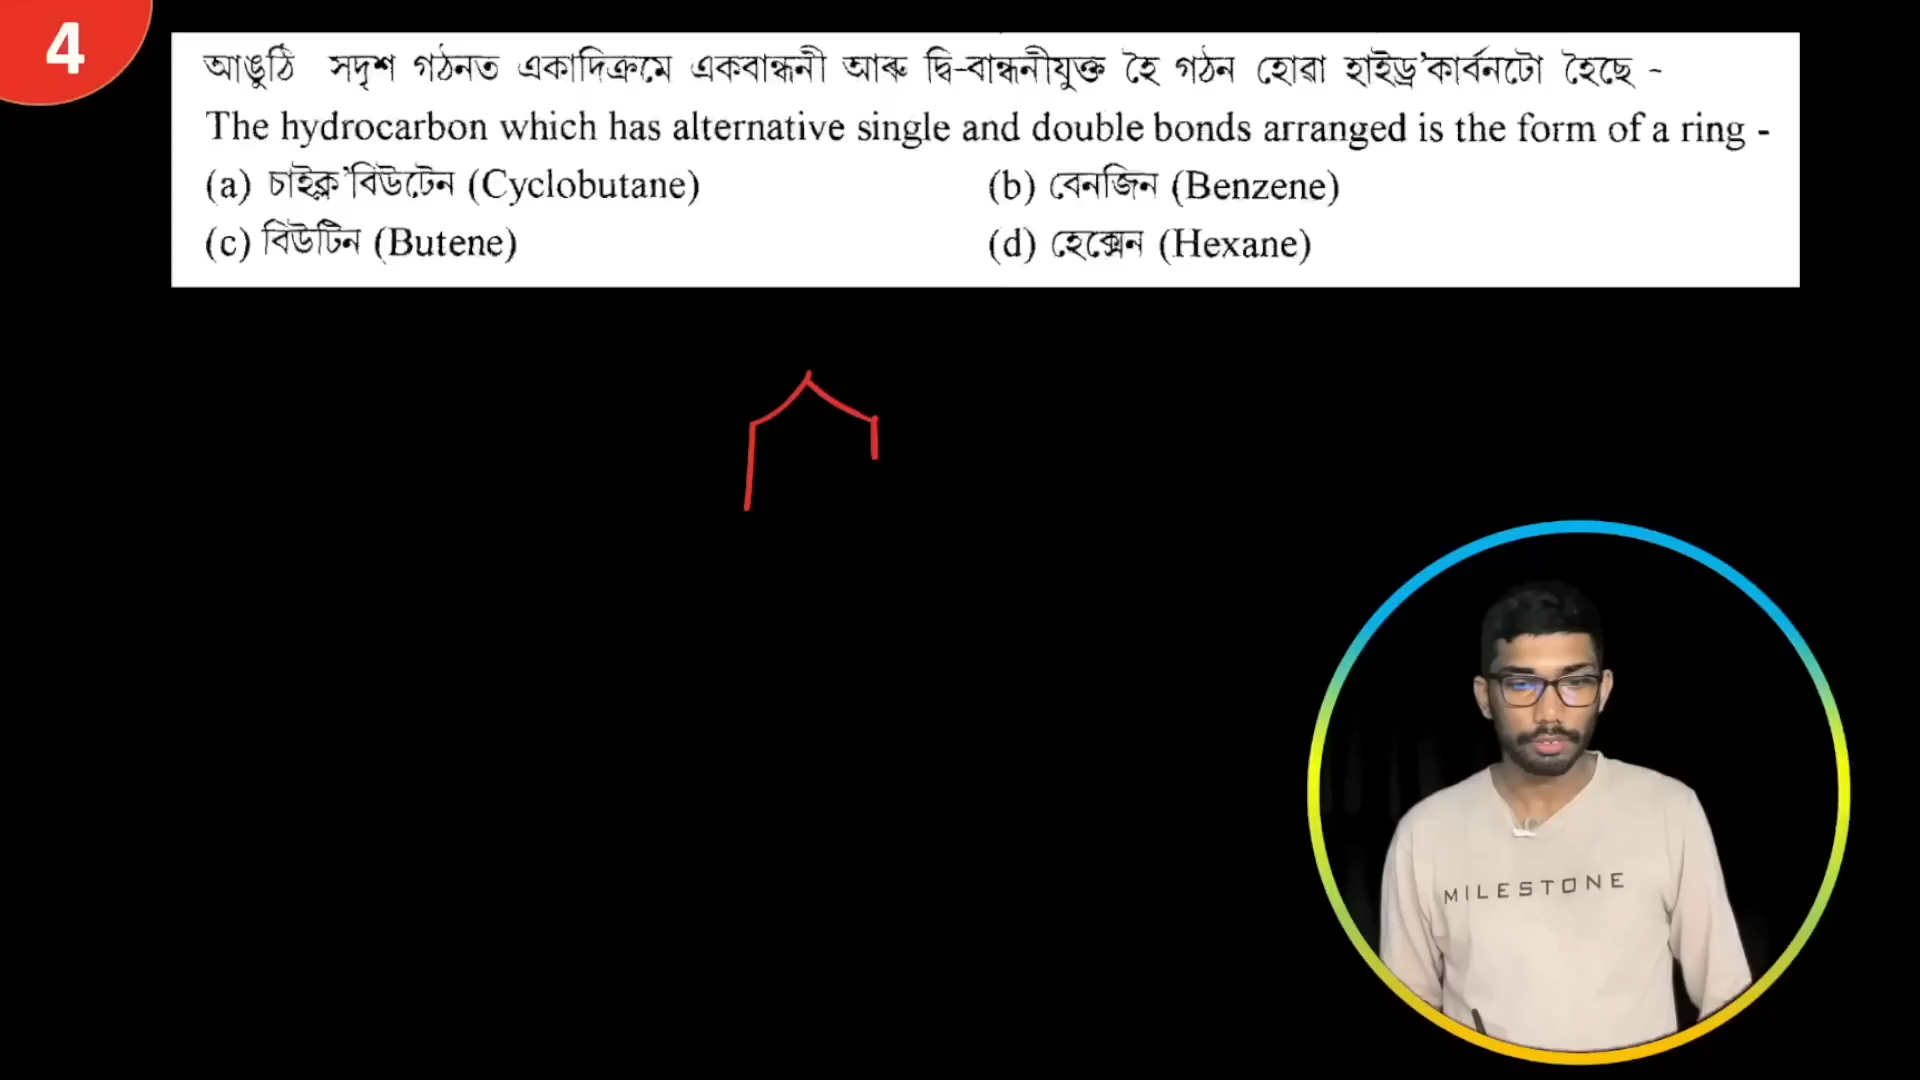 4
আঙুঠি সদৃশ গঠনত একাদিক্ৰমে একবান্ধনী আৰু দ্বি-বান্ধনীযুক্ত হৈ গঠন হোৱা হাইড্ৰ'কাৰ্বনটো হৈছে -
The hydrocarbon which has alternative single and double bonds arranged is the form of a ring -
(a) চাইক্ল'বিউটেন (Cyclobutane) (b) বেনজিন (Benzene)
(c) বিউটিন (Butene) (d) হেক্সেন (Hexane)
MILESTONE